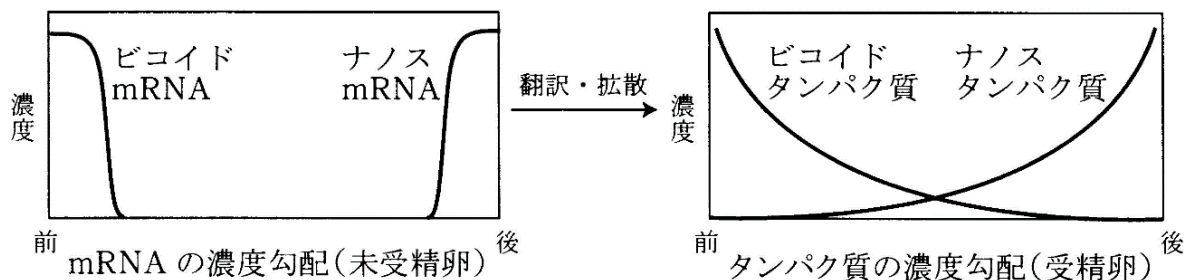 ビコイド
mRNA
ナノス
mRNA
濃度
前
後
mRNA の濃度勾配(未受精卵)
翻訳・拡散
ビコイド
タンパク質
ナノス
タンパク質
濃度
前
後
タンパク質の濃度勾配(受精卵)